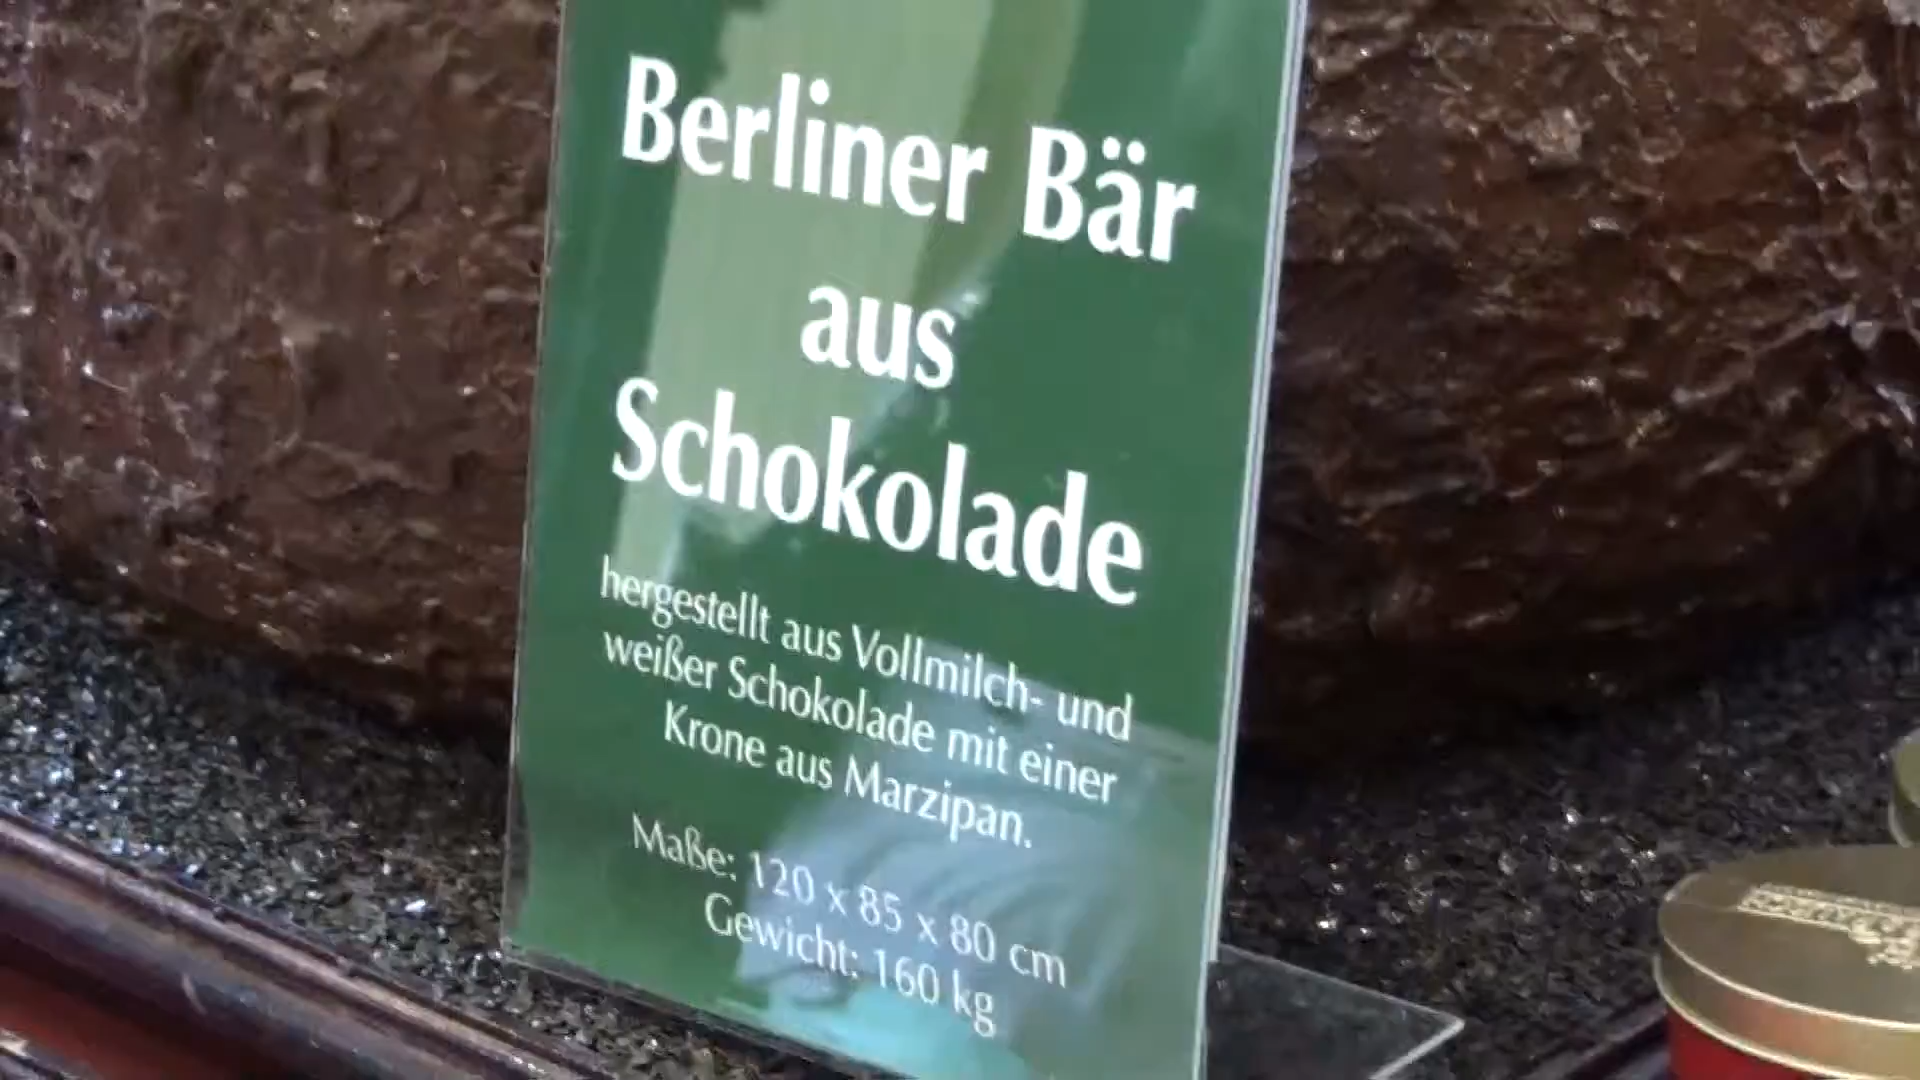 Berliner Bär
aus
Schokolade
hergestellt aus Vollmilch- und
weißer Schokolade mit einer
Krone aus Marzipan.
Maße: 120 x 85 x 80 cm
Gewicht: 160 kg